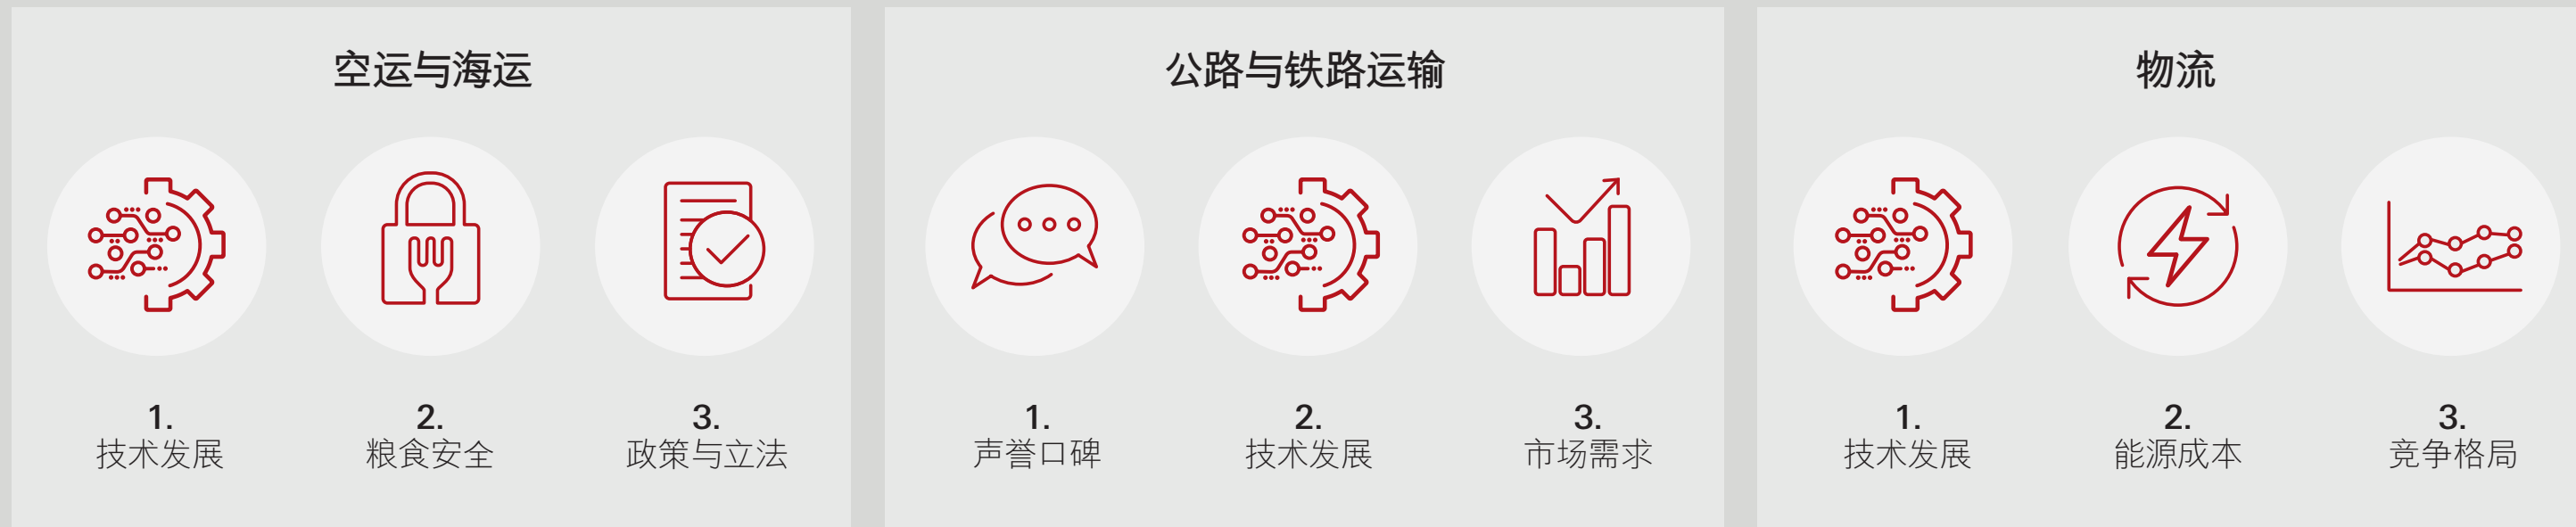 空运与海运
1.
技术发展
2.
粮食安全
3.
政策与立法
公路与铁路运输
1.
声誉口碑
2.
技术发展
3.
市场需求
物流
1.
技术发展
2.
能源成本
3.
竞争格局